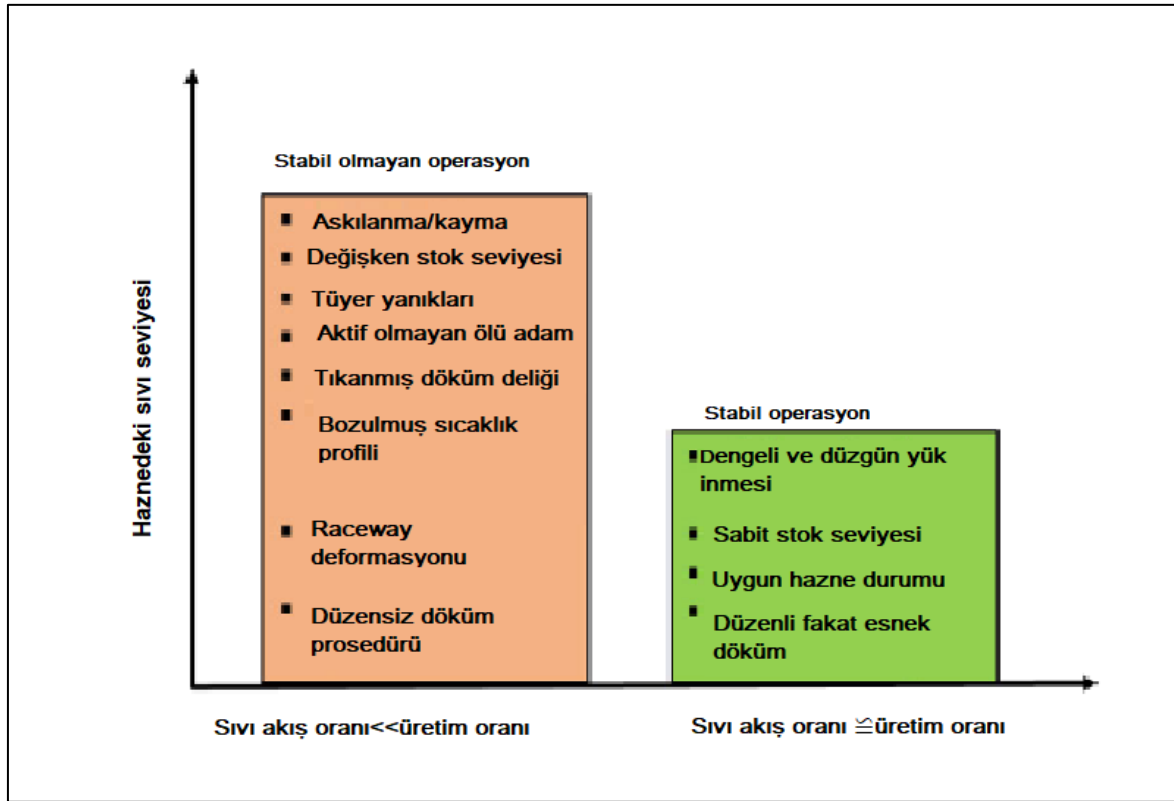 Stabil olmayan operasyon
Askılanma/kayma
Değişken stok seviyesi
Tüyer yanıkları
Aktif olmayan ölü adam
Tıkanmış döküm deliği
Bozulmuş sıcaklık
profili
Raceway
deformasyonu
Düzensiz döküm
prosedürü
Stabil operasyon
Dengeli ve düzgün yük
inmesi
Sabit stok seviyesi
Uygun hazne durumu
Düzenli fakat esnek
döküm
Haznedeki sıvı seviyesi
Sıvı akış oranı<<üretim oranı
Sıvı akış oranı ≌üretim oranı